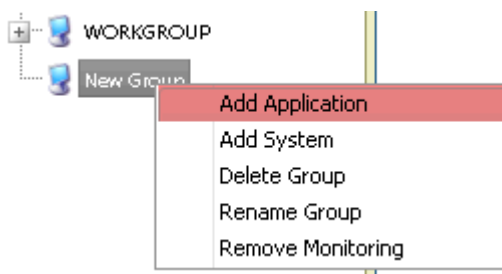 WORKGROUP
New Group
Add Application
Add System
Delete Group
Rename Group
Remove Monitoring